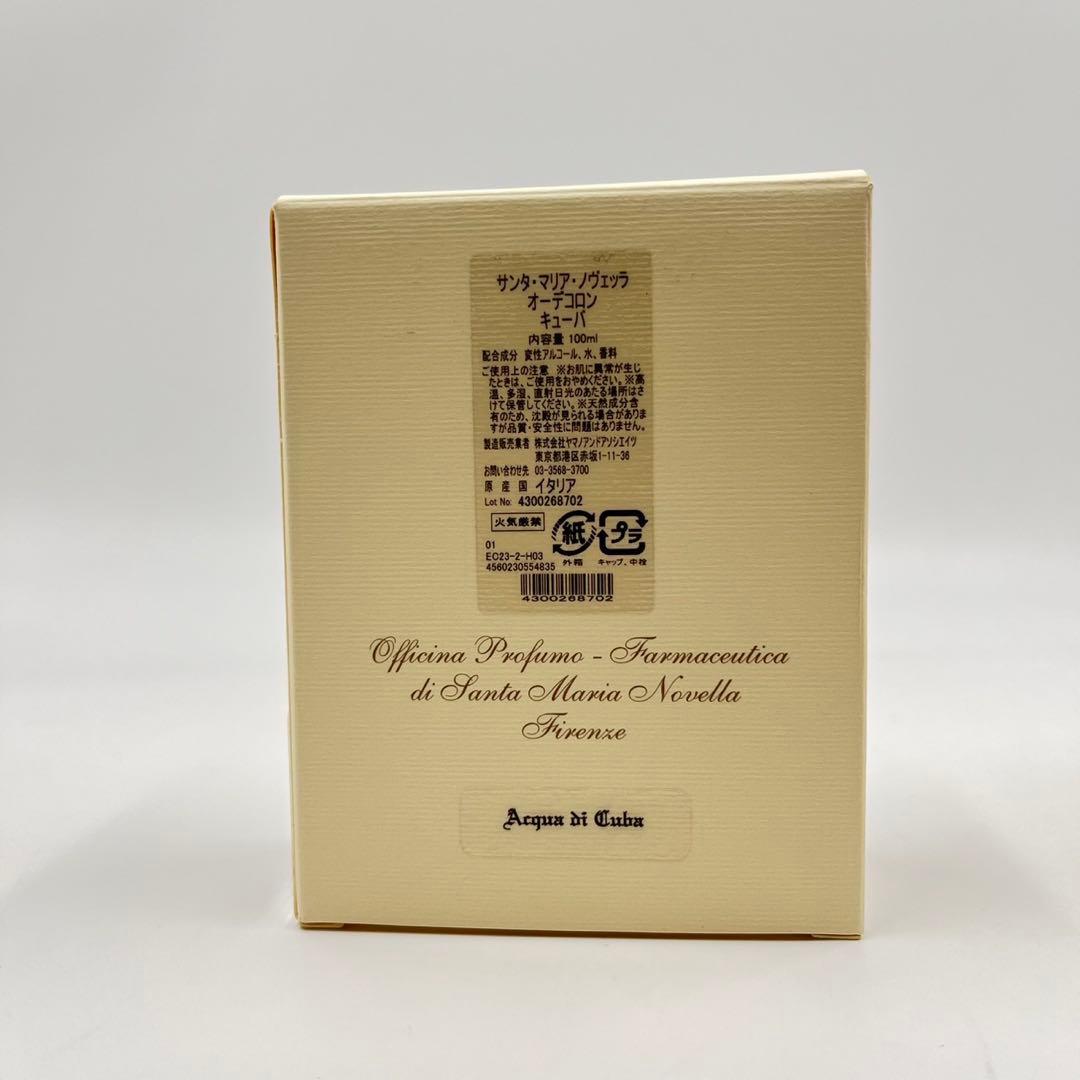 サンタ・マリア・ノヴェッラ
オーデコロン
キューバ
内容量 100ml
配合成分 変性アルコール、水、香料
ご使用上の注意 ※お肌に異常が生じ
たときは、ご使用をおやめください。※高
温、多湿、直射日光のあたる場所はさ
けて保管してください。※天然成分含
有のため、沈殿が見られる場合がありま
すが品質・安全性に問題はありません。
製造販売業者 株式会社ヤマノアンドアソシエイツ
東京都港区赤坂1-11-36
お問い合わせ先 03-3568-3700
原産国 イタリア
Lot No: 4300268702
火気厳禁
紙
プラ
01
EC23-2-H03
外箱
キャップ、中栓
4560230554835
4300268702
Officina Profumo - Farmaceutica
di Santa Maria Novella
Firenze
Acqua di Cuba